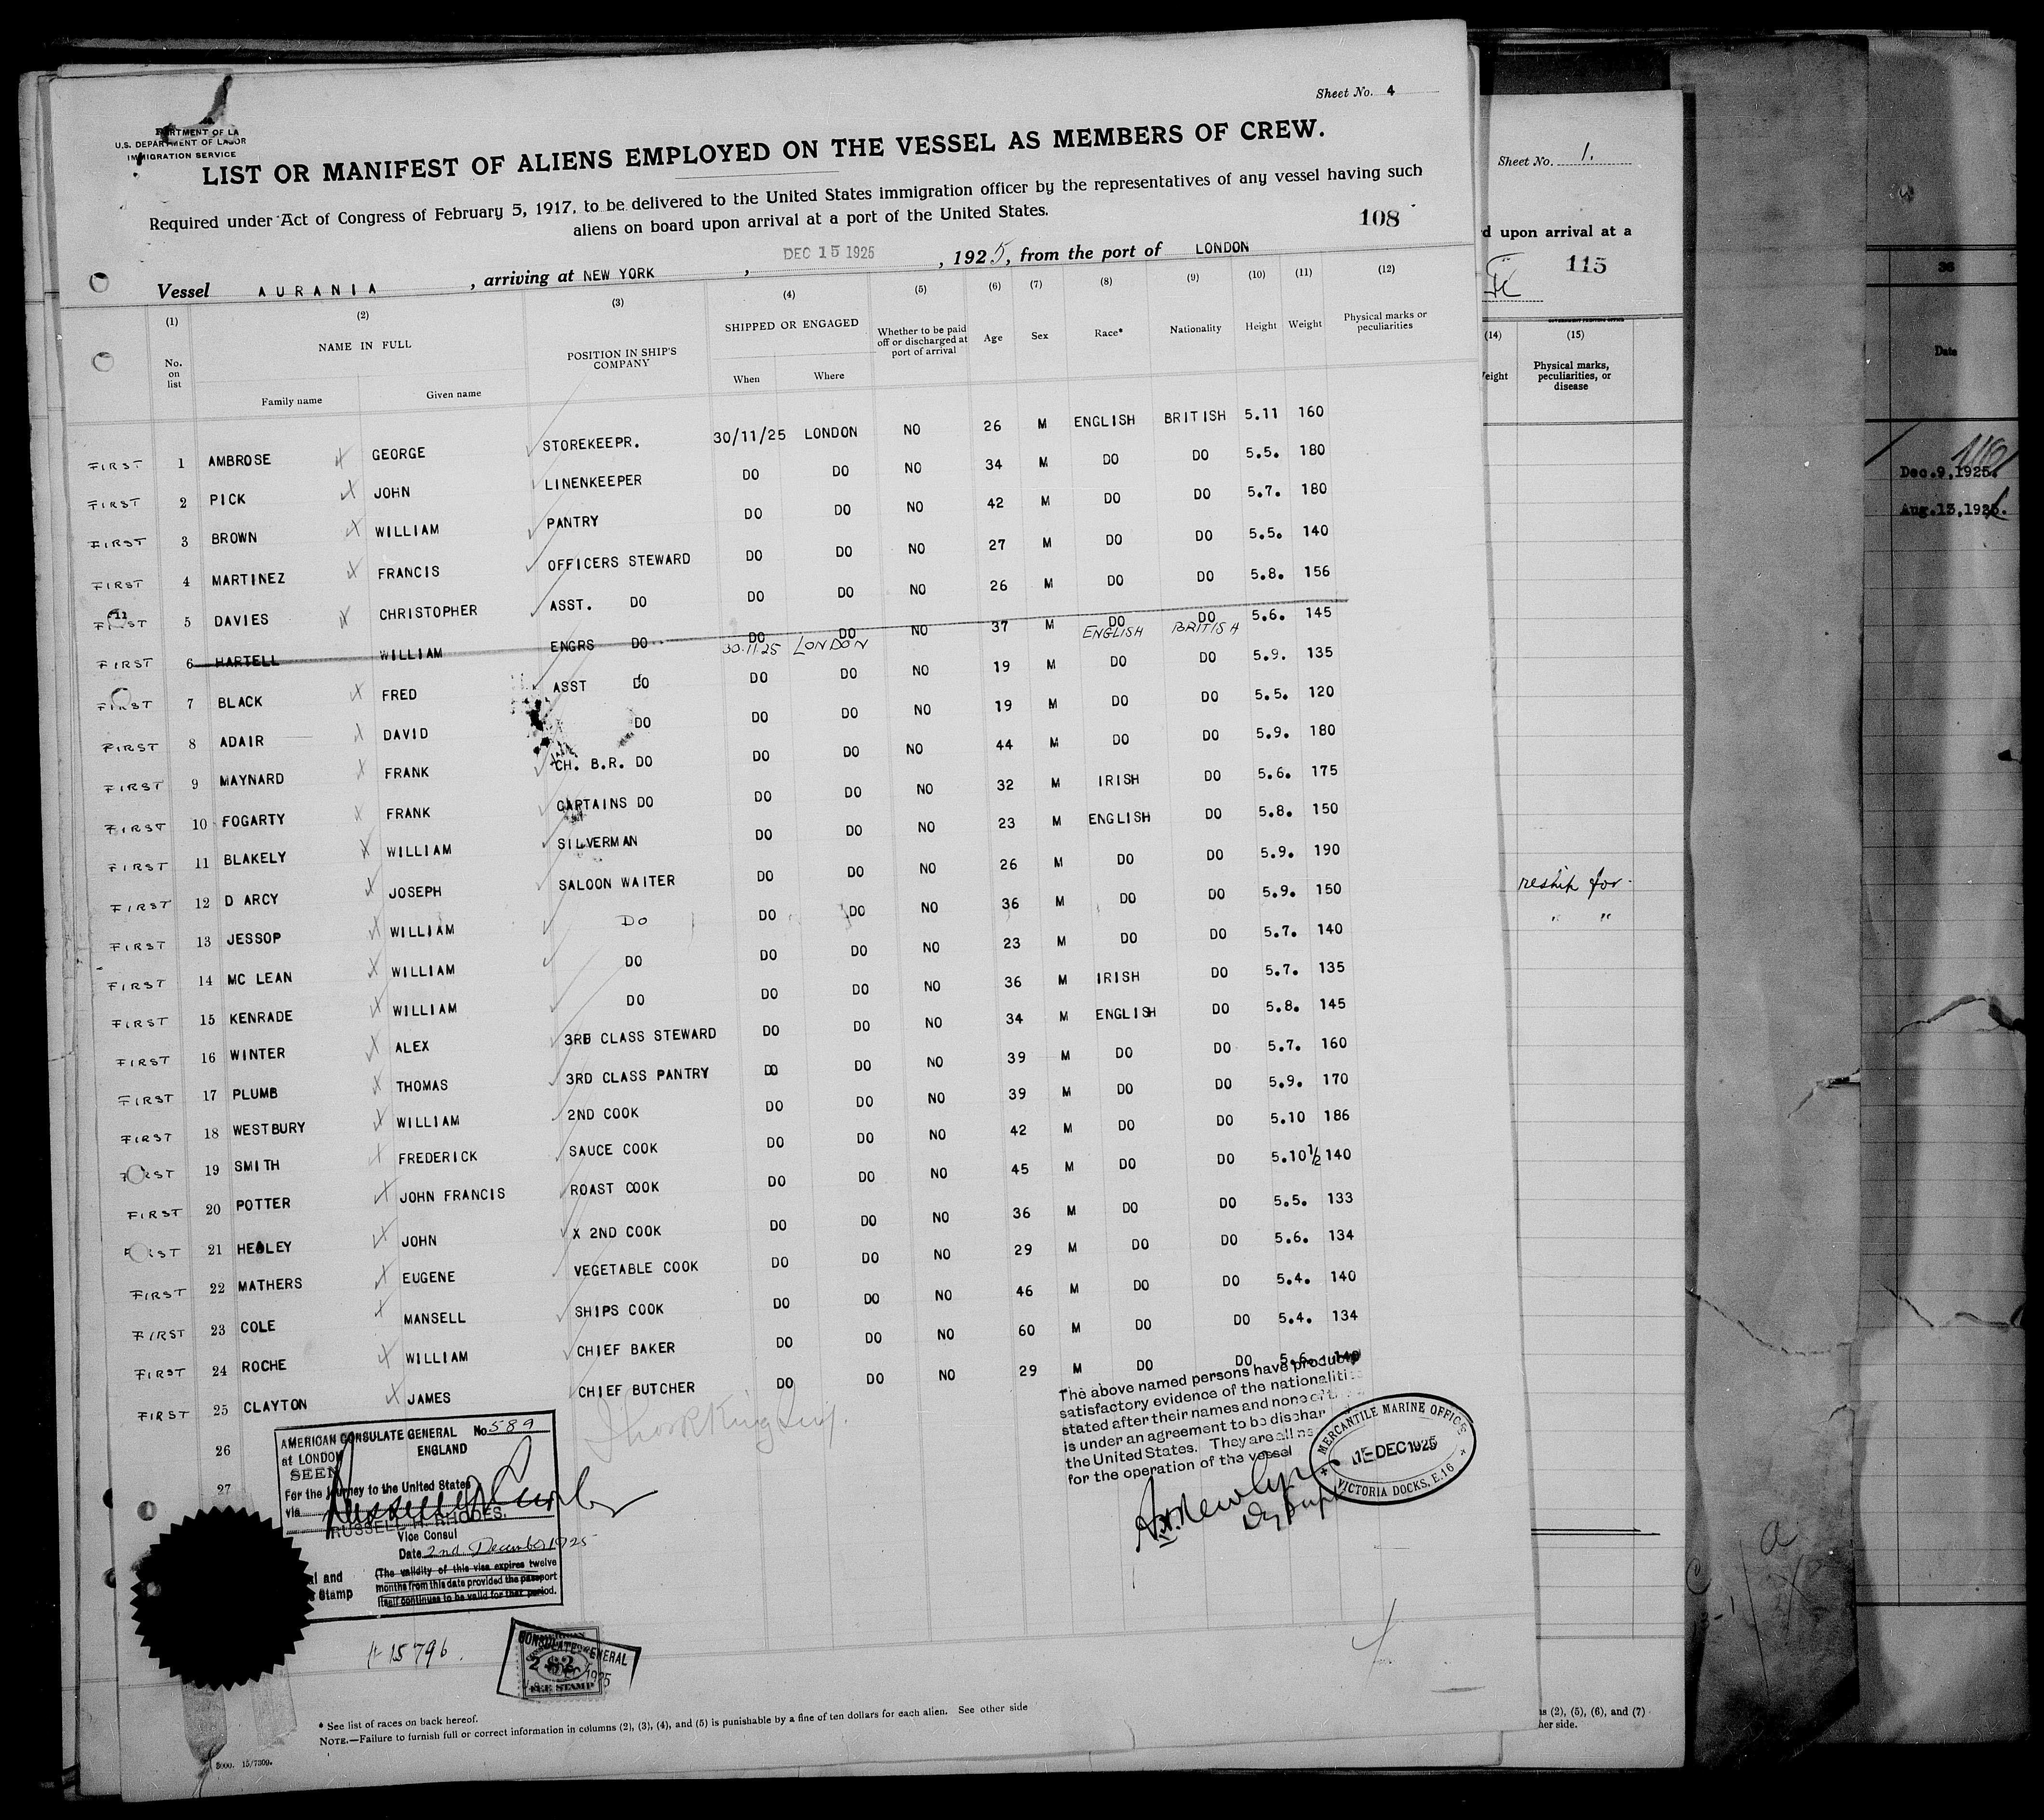 Sheet No. 4
U.S. DEPARTMENT OF LABOR
IMMIGRATION SERVICE
LIST OR MANIFEST OF ALIENS EMPLOYED ON THE VESSEL AS MEMBERS OF CREW.
Required under Act of Congress of February 5, 1917, to be delivered to the United States immigration officer by the representatives of any vessel having such
aliens on board upon arrival at a port of the United States.
108
Vessel AURANIA, arriving at NEW YORK, DEC 15 1925, 1925, from the port of LONDON
(1) (2) (3) (4) (5) (6) (7) (8) (9) (10) (11) (12)
No. on list NAME IN FULL POSITION IN SHIP'S COMPANY SHIPPED OR ENGAGED Whether to be paid off or discharged at port of arrival Age Sex Race* Nationality Height Weight Physical marks or peculiarities
Family name Given name When Where
FIRST 1 AMBROSE GEORGE STOREKEEPR. 30/11/25 LONDON NO 26 M ENGLISH BRITISH 5.11 160
FIRST 2 PICK JOHN LINENKEEPER DO DO NO 34 M DO DO 5.5. 180
FIRST 3 BROWN WILLIAM PANTRY DO DO NO 42 M DO DO 5.7. 180
FIRST 4 MARTINEZ FRANCIS OFFICERS STEWARD DO DO NO 27 M DO DO 5.5. 140
FIRST 5 DAVIES CHRISTOPHER ASST. DO DO DO NO 26 M DO DO 5.8. 156
FIRST 6 HARTELL WILLIAM ENGRS DO DO DO NO 37 M DO DO 5.6. 145
30.11.25 LONDON ENGLISH BRITISH
FIRST 7 BLACK FRED ASST DO DO DO NO 19 M DO DO 5.9. 135
FIRST 8 ADAIR DAVID DO DO DO NO 19 M DO DO 5.5. 120
FIRST 9 MAYNARD FRANK CH. B.R. DO DO DO NO 44 M DO DO 5.9. 180
FIRST 10 FOGARTY FRANK CAPTAINS DO DO DO NO 32 M IRISH DO 5.6. 175
FIRST 11 BLAKELY WILLIAM SILVERMAN DO DO NO 23 M ENGLISH DO 5.8. 150
FIRST 12 D ARCY JOSEPH SALOON WAITER DO DO NO 26 M DO DO 5.9. 190
FIRST 13 JESSOP WILLIAM DO DO DO NO 36 M DO DO 5.9. 150
FIRST 14 MC LEAN WILLIAM DO DO DO NO 23 M DO DO 5.7. 140
FIRST 15 KENRADE WILLIAM DO DO DO NO 36 M IRISH DO 5.7. 135
FIRST 16 WINTER ALEX 3RD CLASS STEWARD DO DO NO 34 M ENGLISH DO 5.8. 145
FIRST 17 PLUMB THOMAS 3RD CLASS PANTRY DO DO NO 39 M DO DO 5.7. 160
FIRST 18 WESTBURY WILLIAM 2ND COOK DO DO NO 39 M DO DO 5.9. 170
FIRST 19 SMITH FREDERICK SAUCE COOK DO DO NO 42 M DO DO 5.10 186
FIRST 20 POTTER JOHN FRANCIS ROAST COOK DO DO NO 45 M DO DO 5.10½ 140
FIRST 21 HEALEY JOHN X 2ND COOK DO DO NO 36 M DO DO 5.5. 133
FIRST 22 MATHERS EUGENE VEGETABLE COOK DO DO NO 29 M DO DO 5.6. 134
FIRST 23 COLE MANSELL SHIPS COOK DO DO NO 46 M DO DO 5.4. 140
FIRST 24 ROCHE WILLIAM CHIEF BAKER DO DO NO 60 M DO DO 5.4. 134
FIRST 25 CLAYTON JAMES CHIEF BUTCHER DO DO NO 29 M DO DO 5.6. 140
26
27
AMERICAN CONSULATE GENERAL No. 589
at LONDON ENGLAND
SEEN
For the journey to the United States
via
RUSSELL H. RHODES.
Vice Consul
Date 2nd. December 1925
(The validity of this visa expires twelve
months from this date provided the passport
itself continues to be valid for that period.
Stamp
The above named persons have produced
satisfactory evidence of the nationalities
stated after their names and none of
is under an agreement to be dischar
the United States. They are all
for the operation of the vessel
MERCANTILE MARINE OFFICE
DEC 1925
VICTORIA DOCKS, E.16
# 15796.
CONSULATE GENERAL
2 $2
FEE STAMP
* See list of races on back hereof.
NOTE.—Failure to furnish full or correct information in columns (2), (3), (4), and (5) is punishable by a fine of ten dollars for each alien. See other side
15/7309.
Sheet No. 1.
upon arrival at a
115
(14) (15)
Physical marks, peculiarities, or disease
reship for
" "
(2), (5), (6), and (7)
side.
36
Date
Dec.9,1925.